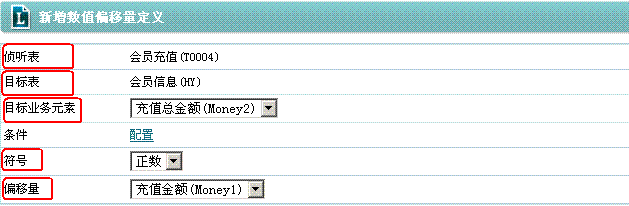 新增数值偏移量定义
侦听表 会员充值(T0004)
目标表 会员信息(HY)
目标业务元素 充值总金额(Money2)
条件 配置
符号 正数
偏移量 充值金额(Money1)